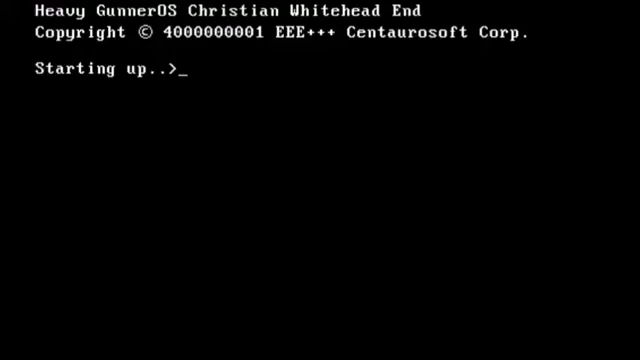 Heavy GunnerOS Christian Whitehead End
Copyright © 4000000001 EEE+++ Centaurosoft Corp.
Starting up..>_